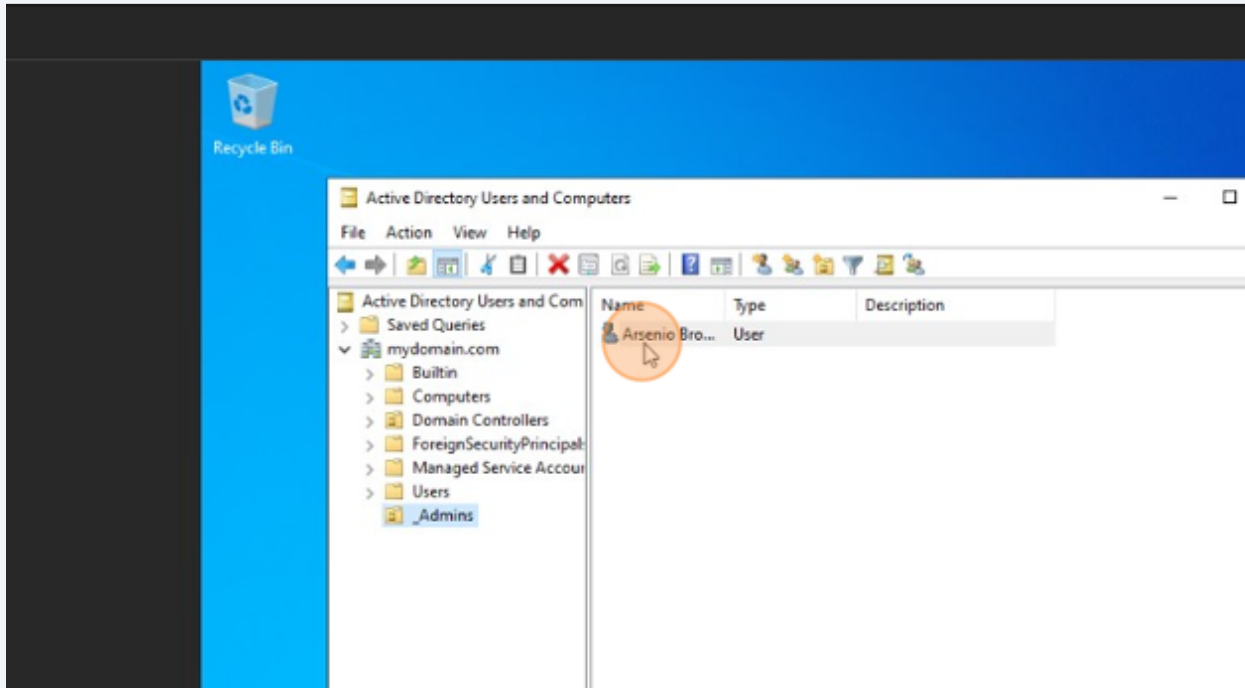 Recycle Bin
Active Directory Users and Computers
File Action View Help
Active Directory Users and Com
Saved Queries
mydomain.com
Builtin
Computers
Domain Controllers
ForeignSecurityPrincipal
Managed Service Accour
Users
_Admins
Name Type Description
Arsenio Bro... User